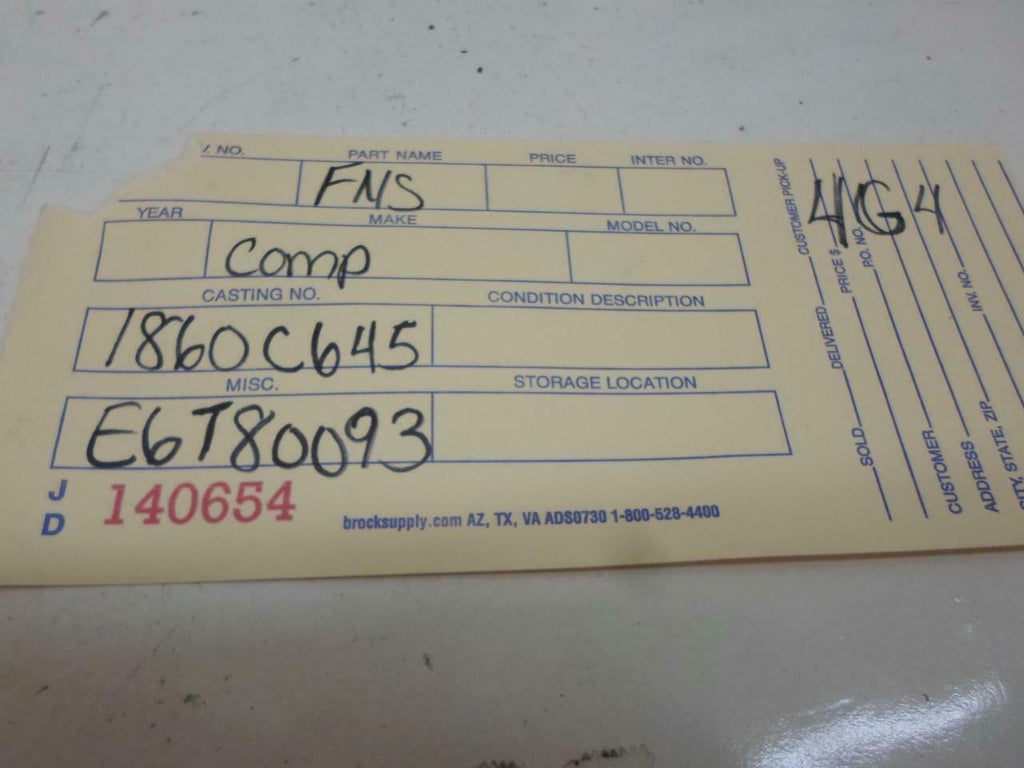 V. NO. PART NAME PRICE INTER NO.
FNS
YEAR MAKE MODEL NO.
Comp
CASTING NO. CONDITION DESCRIPTION
1860C645
MISC. STORAGE LOCATION
E6T80093
J D 140654
brocksupply.com AZ, TX, VA ADS0730 1-800-528-4400
CUSTOMER PICK-UP
4G4
SOLD DELIVERED
PRICE $
P.O. NO.
CUSTOMER
ADDRESS INV. NO.
CITY, STATE, ZIP